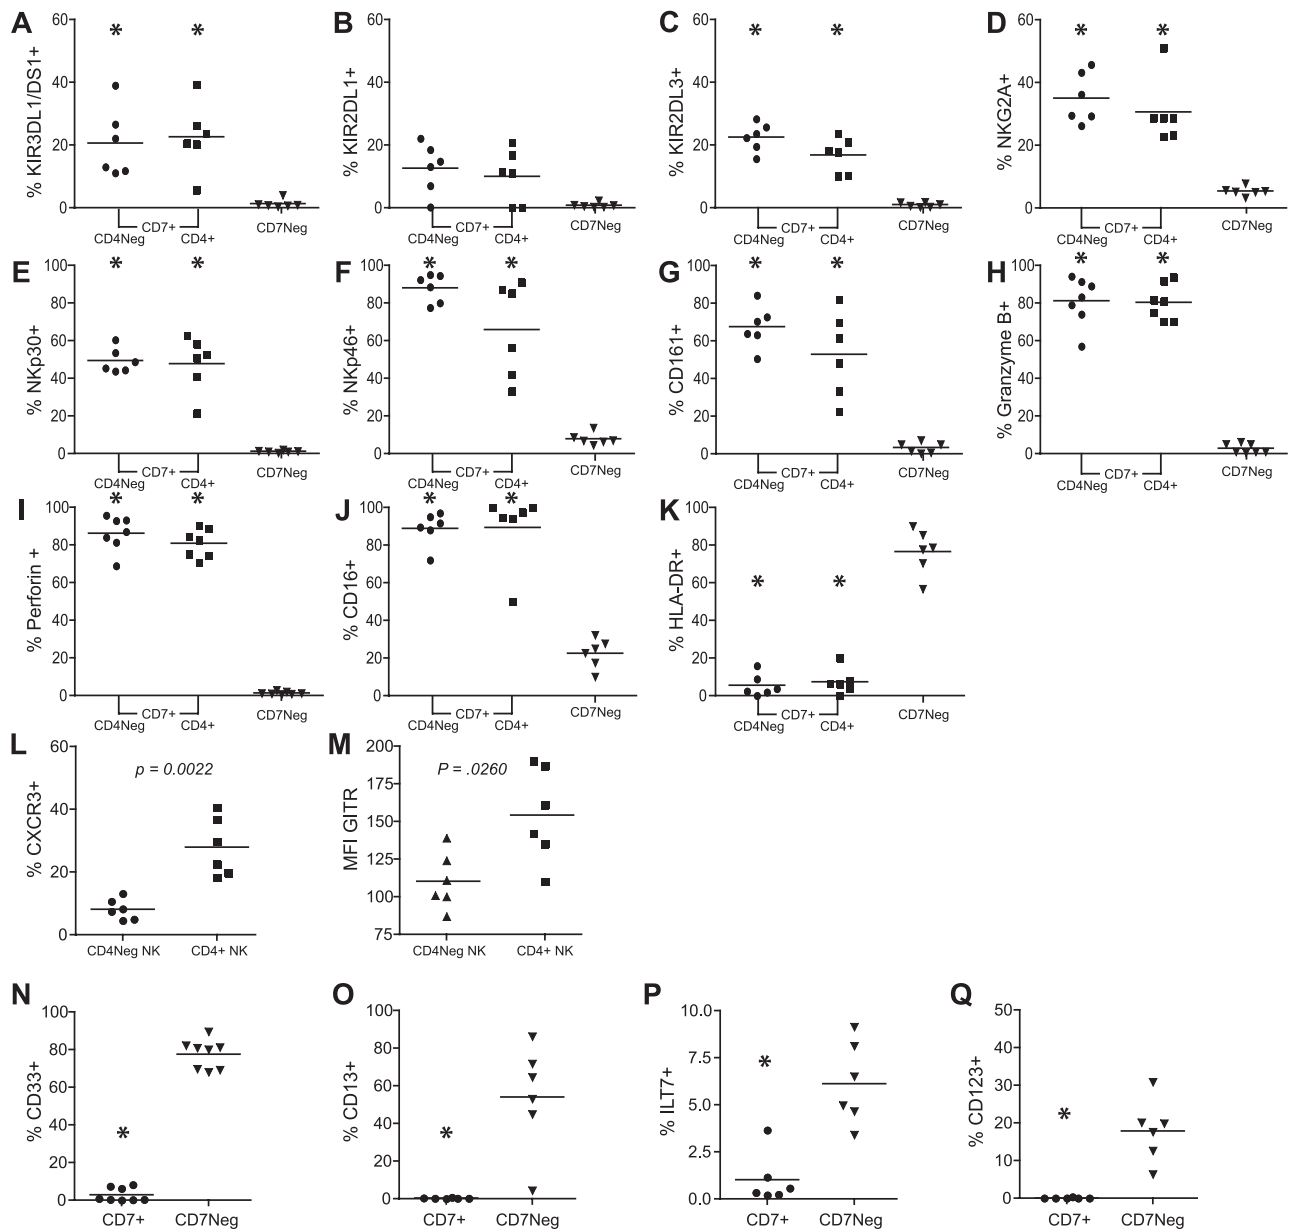 A
% KIR3DL1/DS1+
60
40
20
0
*
*
CD4Neg
CD7+
CD4+
CD7Neg
B
% KIR2DL1+
60
40
20
0
CD4Neg
CD7+
CD4+
CD7Neg
C
% KIR2DL3+
60
40
20
0
*
*
CD4Neg
CD7+
CD4+
CD7Neg
D
% NKG2A+
60
40
20
0
*
*
CD4Neg
CD7+
CD4+
CD7Neg
E
% NKp30+
100
80
60
40
20
0
*
*
CD4Neg
CD7+
CD4+
CD7Neg
F
% NKp46+
100
80
60
40
20
0
*
*
CD4Neg
CD7+
CD4+
CD7Neg
G
% CD161+
100
80
60
40
20
0
*
*
CD4Neg
CD7+
CD4+
CD7Neg
H
% Granzyme B+
100
80
60
40
20
0
*
*
CD4Neg
CD7+
CD4+
CD7Neg
I
% Perforin +
100
80
60
40
20
0
*
*
CD4Neg
CD7+
CD4+
CD7Neg
J
% CD16+
100
80
60
40
20
0
*
*
CD4Neg
CD7+
CD4+
CD7Neg
K
% HLA-DR+
100
80
60
40
20
0
*
*
CD4Neg
CD7+
CD4+
CD7Neg
L
% CXCR3+
60
40
20
0
p = 0.0022
CD4Neg NK
CD4+ NK
M
MFI GITR
200
175
150
125
100
75
P = .0260
CD4Neg NK
CD4+ NK
N
% CD33+
100
80
60
40
20
0
*
CD7+
CD7Neg
O
% CD13+
100
80
60
40
20
0
*
CD7+
CD7Neg
P
% ILT7+
10.0
7.5
5.0
2.5
0.0
*
CD7+
CD7Neg
Q
% CD123+
50
40
30
20
10
0
*
CD7+
CD7Neg